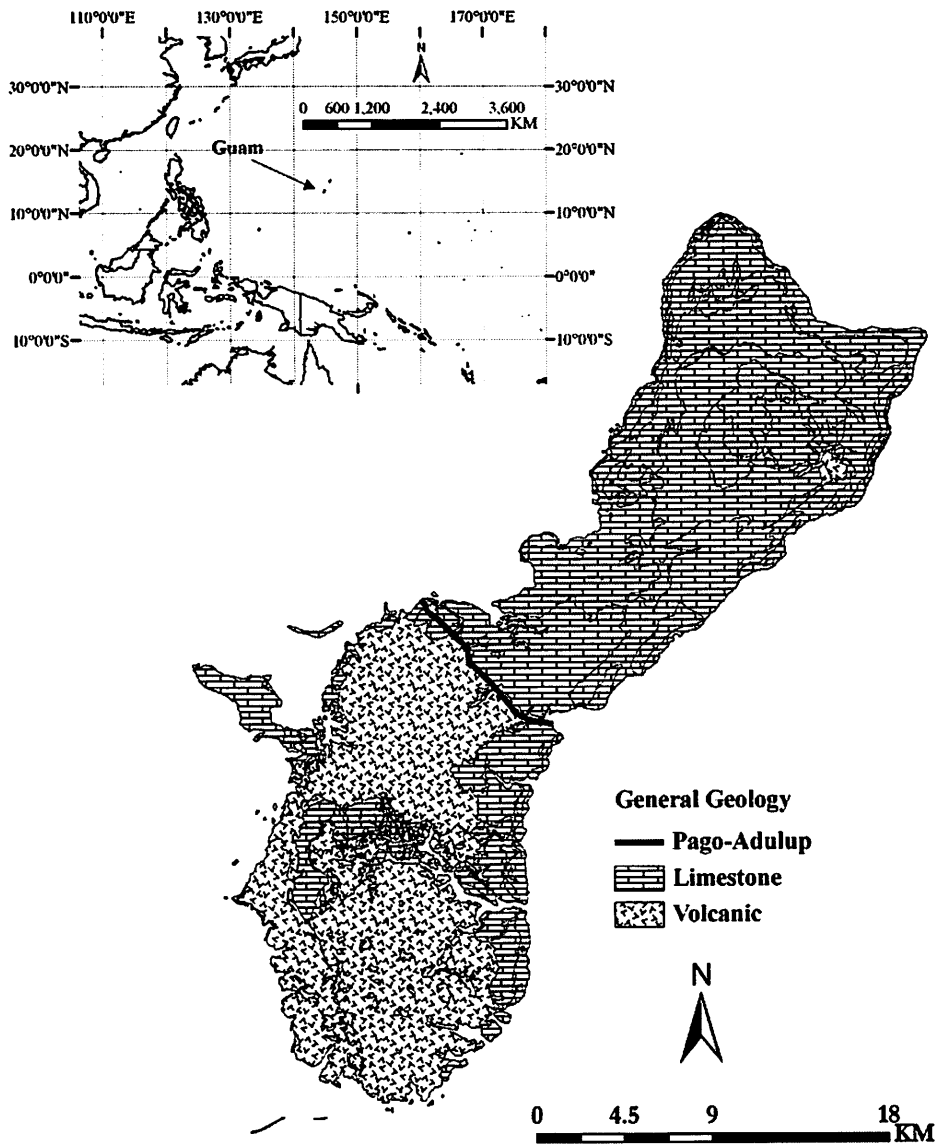 110°0'0"E 130°0'0"E 150°0'0"E 170°0'0"E
N
30°0'0"N 30°0'0"N
0 600 1,200 2,400 3,600
KM
20°0'0"N 20°0'0"N
Guam
10°0'0"N 10°0'0"N
0°0'0" 0°0'0"
10°0'0"S 10°0'0"S
General Geology
Pago-Adulup
Limestone
Volcanic
N
0 4.5 9 18
KM